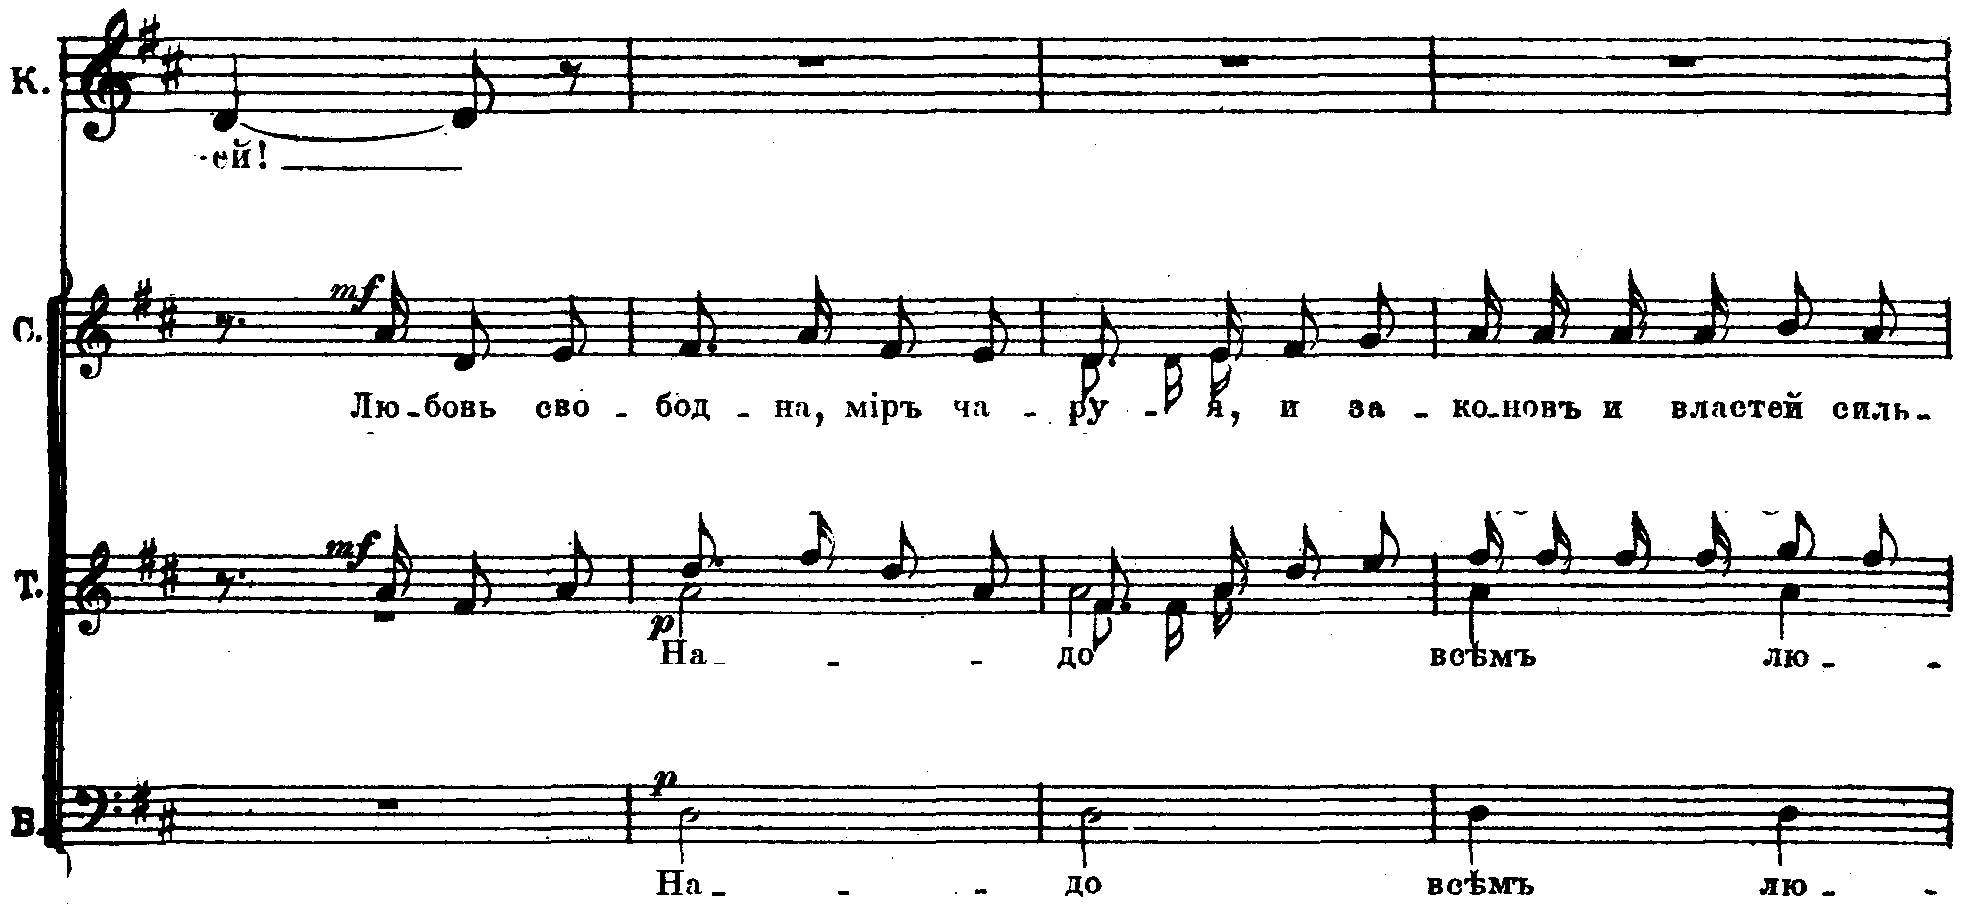 К.
-ей!
С. mf
Лю-бовь сво - бод - на, мiръ ча - ру - я, и за - ко-новъ и властей силь-
Т. mf
p
На - - - до всѣмъ лю - -
p
Б.
На - - - до всѣмъ лю - -